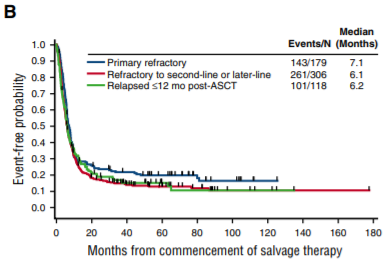 B
Median
Events/N (Months)
Primary refractory 143/179 7.1
Refractory to second-line or later-line 261/306 6.1
Relapsed ≤12 mo post-ASCT 101/118 6.2
Event-free probability
1.0
0.9
0.8
0.7
0.6
0.5
0.4
0.3
0.2
0.1
0.0
0 20 40 60 80 100 120 140 160 180
Months from commencement of salvage therapy